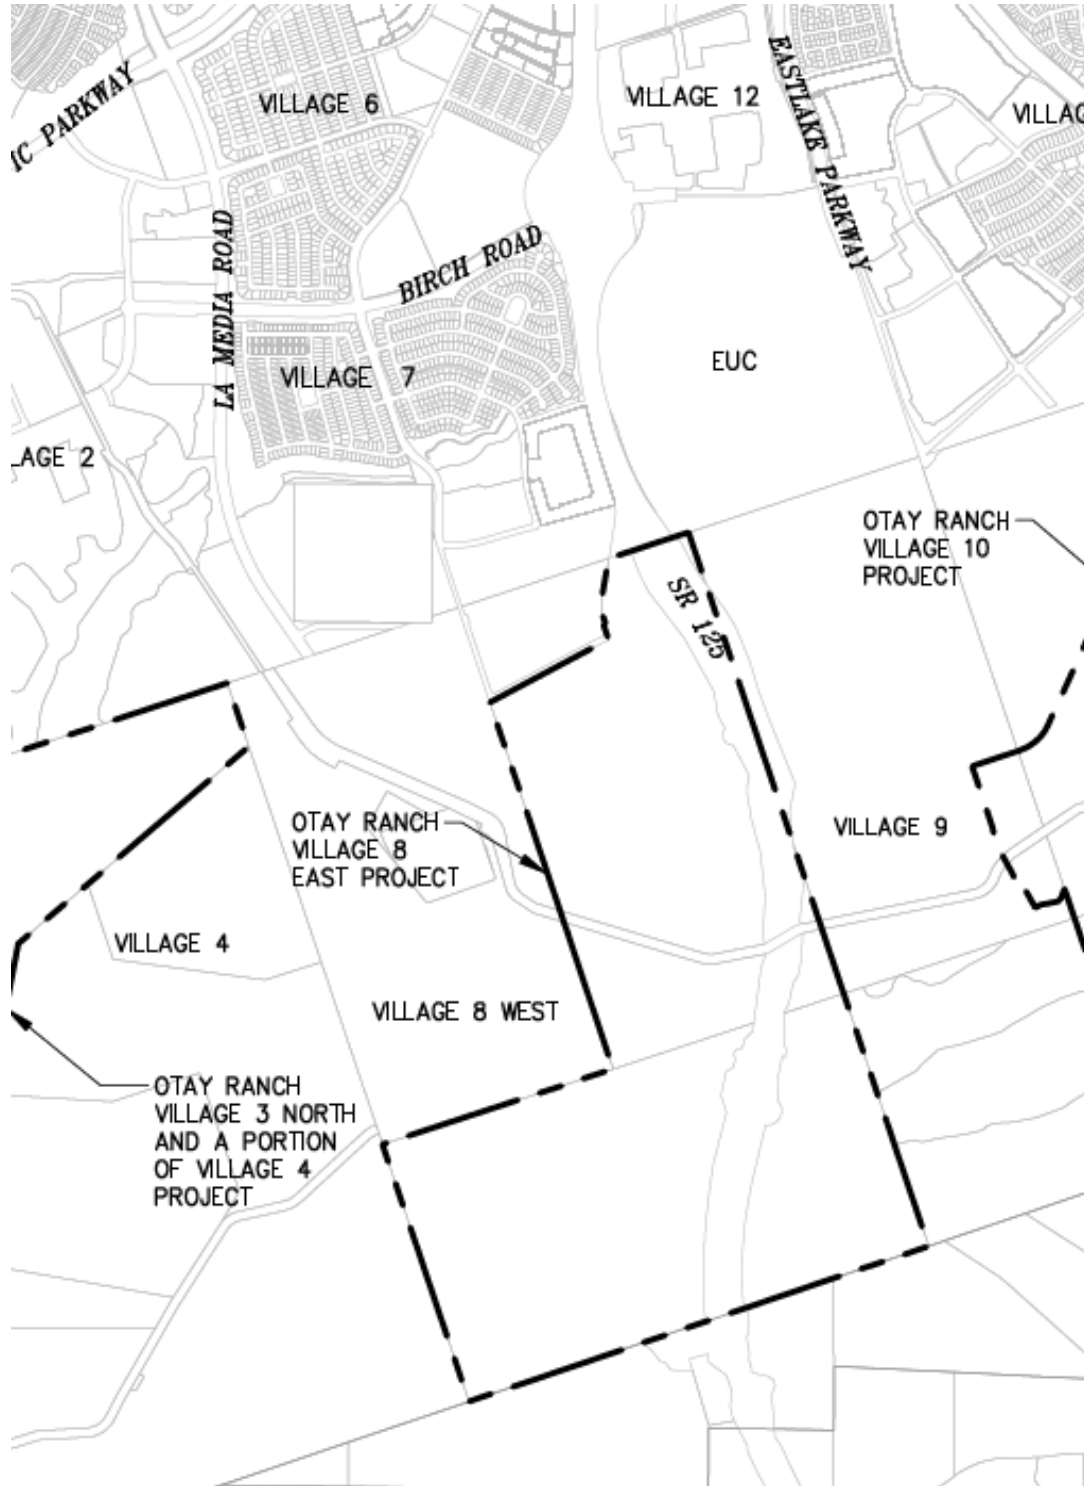 VILLAGE 6
VILLAGE 12
EASTLAKE PARKWAY
VILLAG
IC PARKWAY
LA MEDIA ROAD
BIRCH ROAD
VILLAGE 7
EUC
LAGE 2
OTAY RANCH
VILLAGE 10
PROJECT
SR 125
OTAY RANCH
VILLAGE 8
EAST PROJECT
VILLAGE 9
VILLAGE 4
VILLAGE 8 WEST
OTAY RANCH
VILLAGE 3 NORTH
AND A PORTION
OF VILLAGE 4
PROJECT